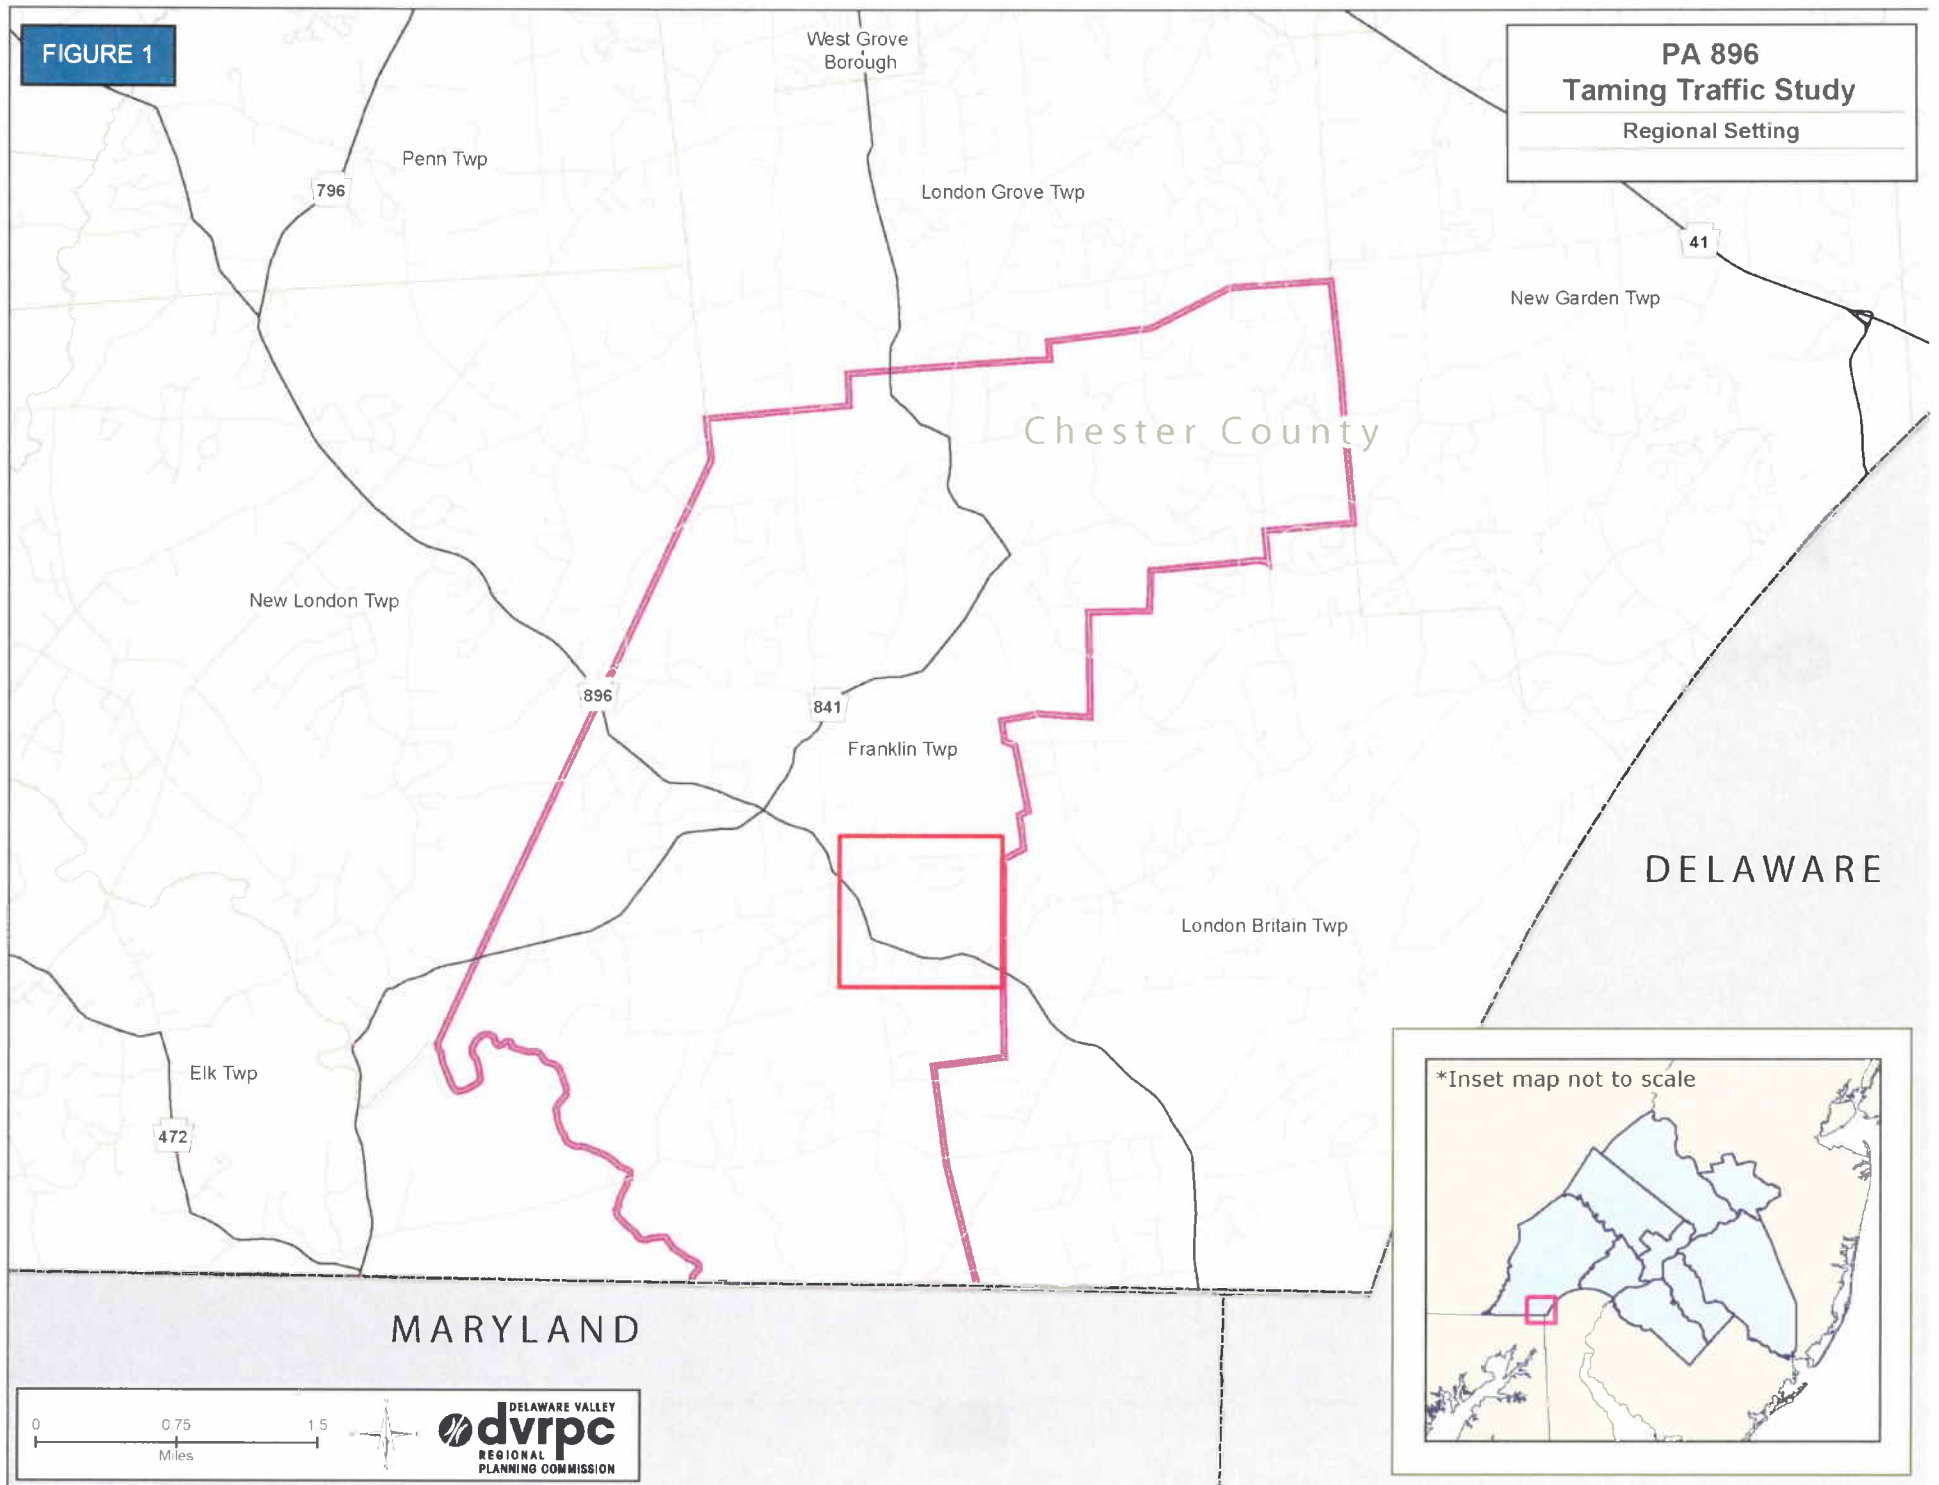 FIGURE 1
PA 896
Taming Traffic Study
Regional Setting
West Grove
Borough
Penn Twp
796
London Grove Twp
41
New Garden Twp
Chester County
New London Twp
896
841
Franklin Twp
DELAWARE
London Britain Twp
Elk Twp
472
*Inset map not to scale
MARYLAND
0 0.75 1.5
Miles
DELAWARE VALLEY
dvrpc
REGIONAL
PLANNING COMMISSION